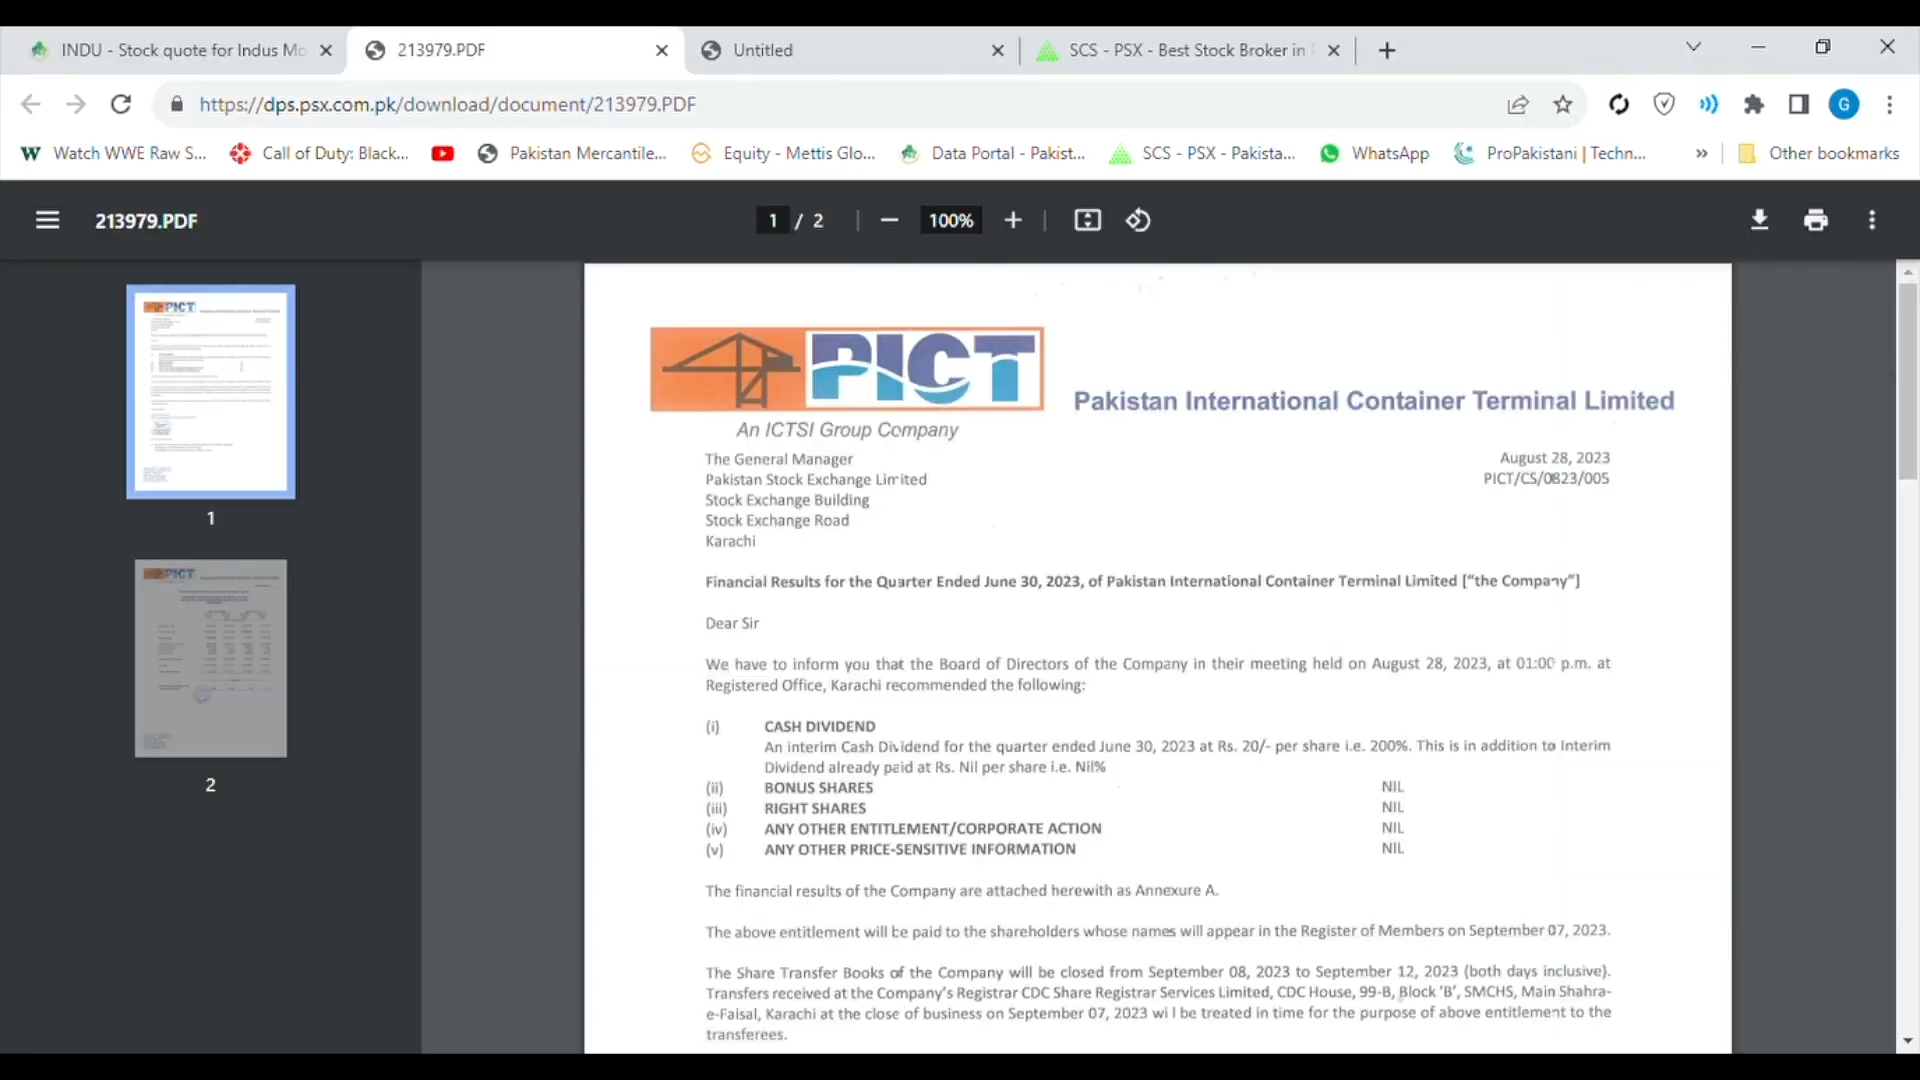 INDU - Stock quote for Indus Mo
213979.PDF
Untitled
SCS - PSX - Best Stock Broker in
https://dps.psx.com.pk/download/document/213979.PDF
G
W Watch WWE Raw S...
Call of Duty: Black...
Pakistan Mercantile...
Equity - Mettis Glo...
Data Portal - Pakist...
SCS - PSX - Pakista...
WhatsApp
ProPakistani | Techn...
»
Other bookmarks
213979.PDF
1 / 2
100%
PICT
1
PICT
2
PICT
An ICTSI Group Company
Pakistan International Container Terminal Limited
The General Manager
Pakistan Stock Exchange Limited
Stock Exchange Building
Stock Exchange Road
Karachi
August 28, 2023
PICT/CS/0823/005
Financial Results for the Quarter Ended June 30, 2023, of Pakistan International Container Terminal Limited ["the Company"]
Dear Sir
We have to inform you that the Board of Directors of the Company in their meeting held on August 28, 2023, at 01:00 p.m. at
Registered Office, Karachi recommended the following:
(i) CASH DIVIDEND
An interim Cash Dividend for the quarter ended June 30, 2023 at Rs. 20/- per share i.e. 200%. This is in addition to Interim
Dividend already paid at Rs. Nil per share i.e. Nil%
(ii) BONUS SHARES NIL
(iii) RIGHT SHARES NIL
(iv) ANY OTHER ENTITLEMENT/CORPORATE ACTION NIL
(v) ANY OTHER PRICE-SENSITIVE INFORMATION NIL
The financial results of the Company are attached herewith as Annexure A.
The above entitlement will be paid to the shareholders whose names will appear in the Register of Members on September 07, 2023.
The Share Transfer Books of the Company will be closed from September 08, 2023 to September 12, 2023 (both days inclusive).
Transfers received at the Company's Registrar CDC Share Registrar Services Limited, CDC House, 99-B, Block 'B', SMCHS, Main Shahra-
e-Faisal, Karachi at the close of business on September 07, 2023 will be treated in time for the purpose of above entitlement to the
transferees.